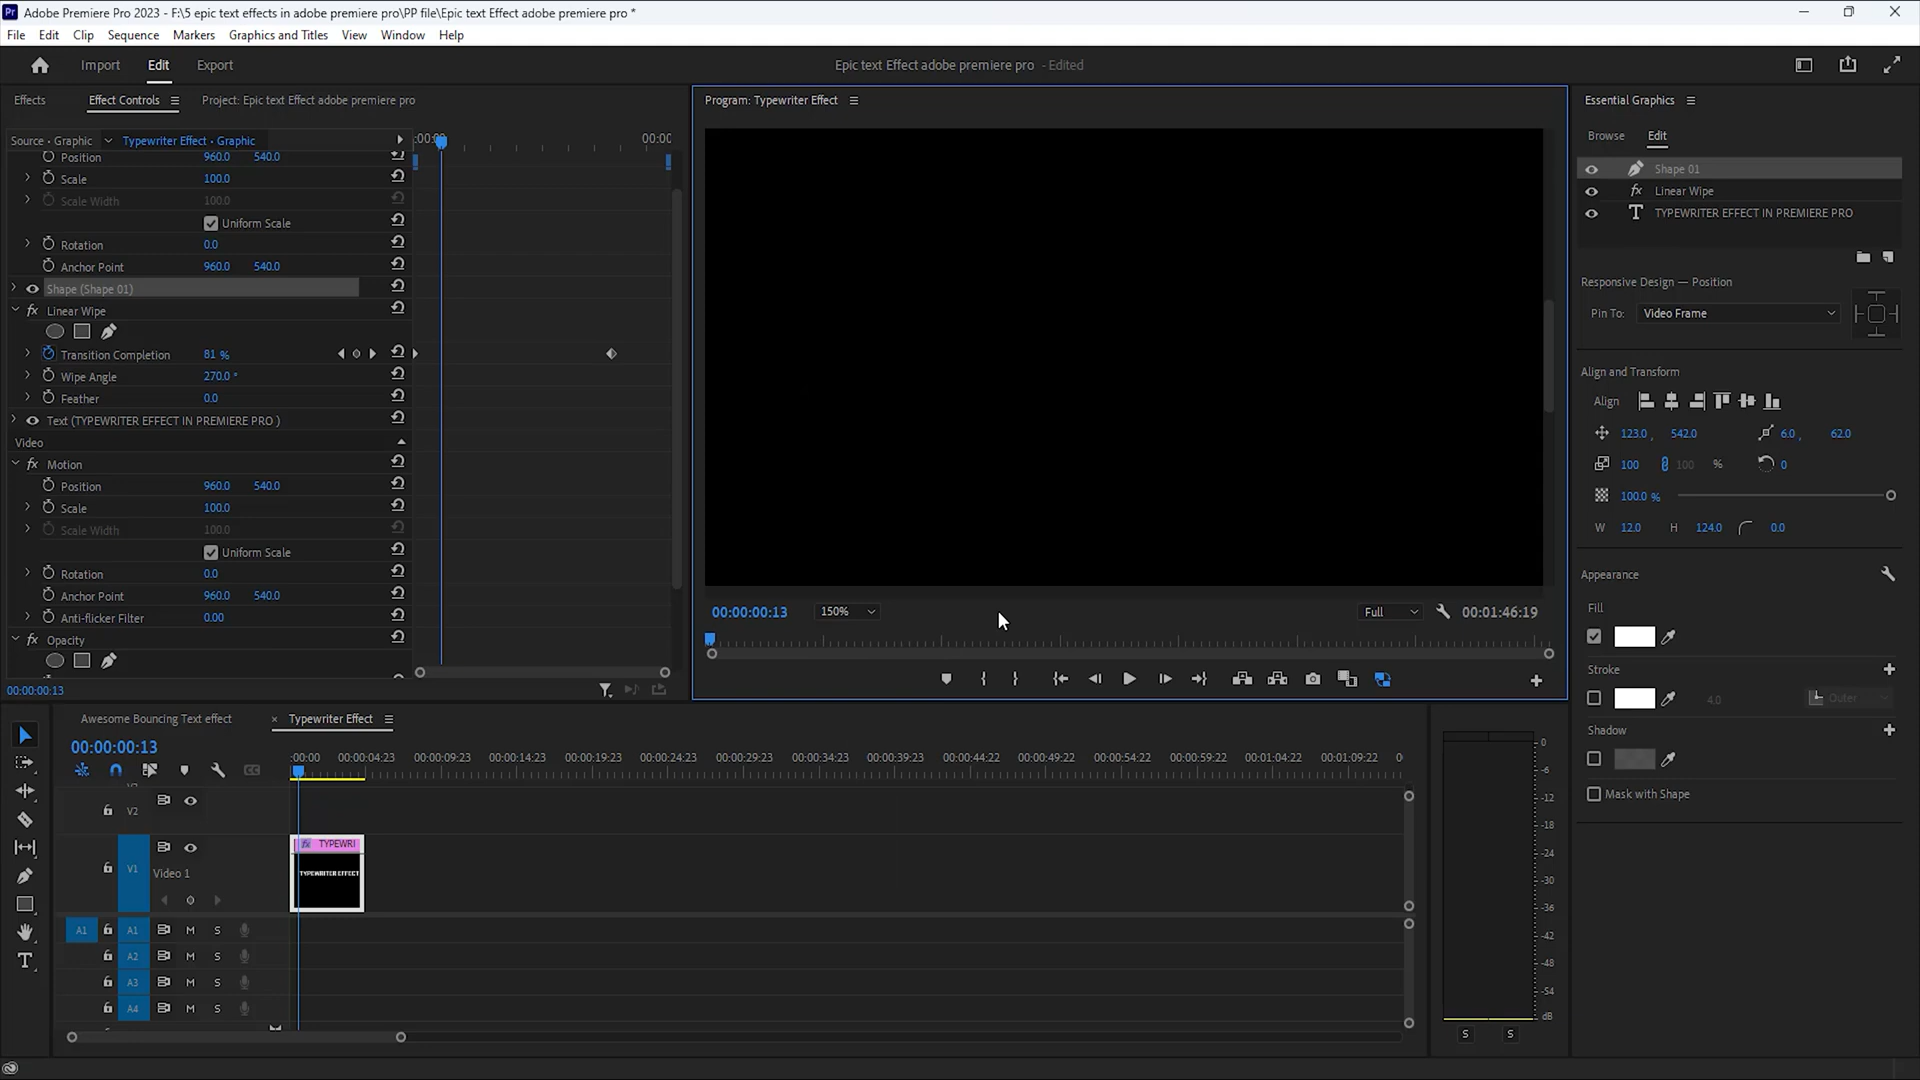 Adobe Premiere Pro 2023 - F:\5 epic text effects in adobe premiere pro\PP file\Epic text Effect adobe premiere pro *
File Edit Clip Sequence Markers Graphics and Titles View Window Help
Import Edit Export
Epic text Effect adobe premiere pro - Edited
Effects Effect Controls Project: Epic text Effect adobe premiere pro
Source • Graphic Typewriter Effect • Graphic
:00:00 00:00
Position 960.0 540.0
Scale 100.0
Scale Width 100.0
Uniform Scale
Rotation 0.0
Anchor Point 960.0 540.0
Shape (Shape 01)
Linear Wipe
Transition Completion 81 %
Wipe Angle 270.0 °
Feather 0.0
Text (TYPEWRITER EFFECT IN PREMIERE PRO )
Video
Motion
Position 960.0 540.0
Scale 100.0
Scale Width 100.0
Uniform Scale
Rotation 0.0
Anchor Point 960.0 540.0
Anti-flicker Filter 0.00
Opacity
00:00:00:13
Program: Typewriter Effect
00:00:00:13 150% Full 00:01:46:19
Essential Graphics
Browse Edit
Shape 01
Linear Wipe
TYPEWRITER EFFECT IN PREMIERE PRO
Responsive Design — Position
Pin To: Video Frame
Align and Transform
Align
123.0 , 542.0 6.0 , 62.0
100 100 % 0
100.0 %
W 12.0 H 124.0 0.0
Appearance
Fill
Stroke
4.0 Outer
Shadow
Mask with Shape
Awesome Bouncing Text effect × Typewriter Effect
00:00:00:13
:00:00 00:00:04:23 00:00:09:23 00:00:14:23 00:00:19:23 00:00:24:23 00:00:29:23 00:00:34:23 00:00:39:23 00:00:44:22 00:00:49:22 00:00:54:22 00:00:59:22 00:01:04:22 00:01:09:22 0
V2
V1 Video 1
fx TYPEWRI
TYPEWRITER EFFECT
A1 A1 M S
A2 M S
A3 M S
A4 M S
0
-6
-12
-18
-24
-30
-36
-42
-48
-54
dB
S S